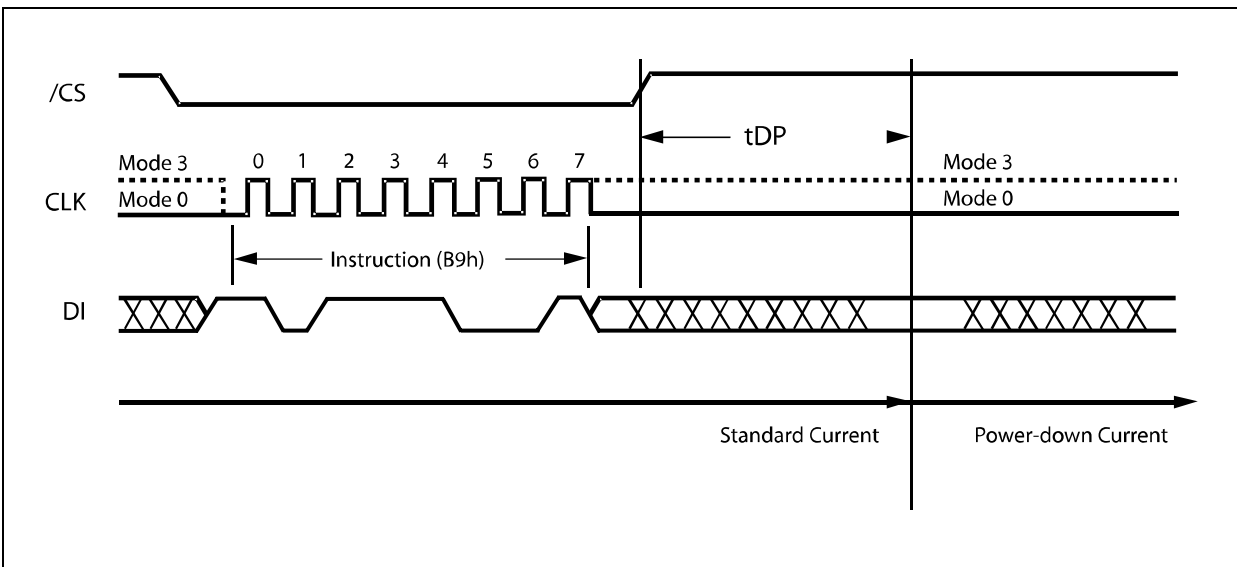 /CS
tDP
Mode 3
0 1 2 3 4 5 6 7
Mode 3
CLK
Mode 0
Mode 0
Instruction (B9h)
DI
Standard Current
Power-down Current